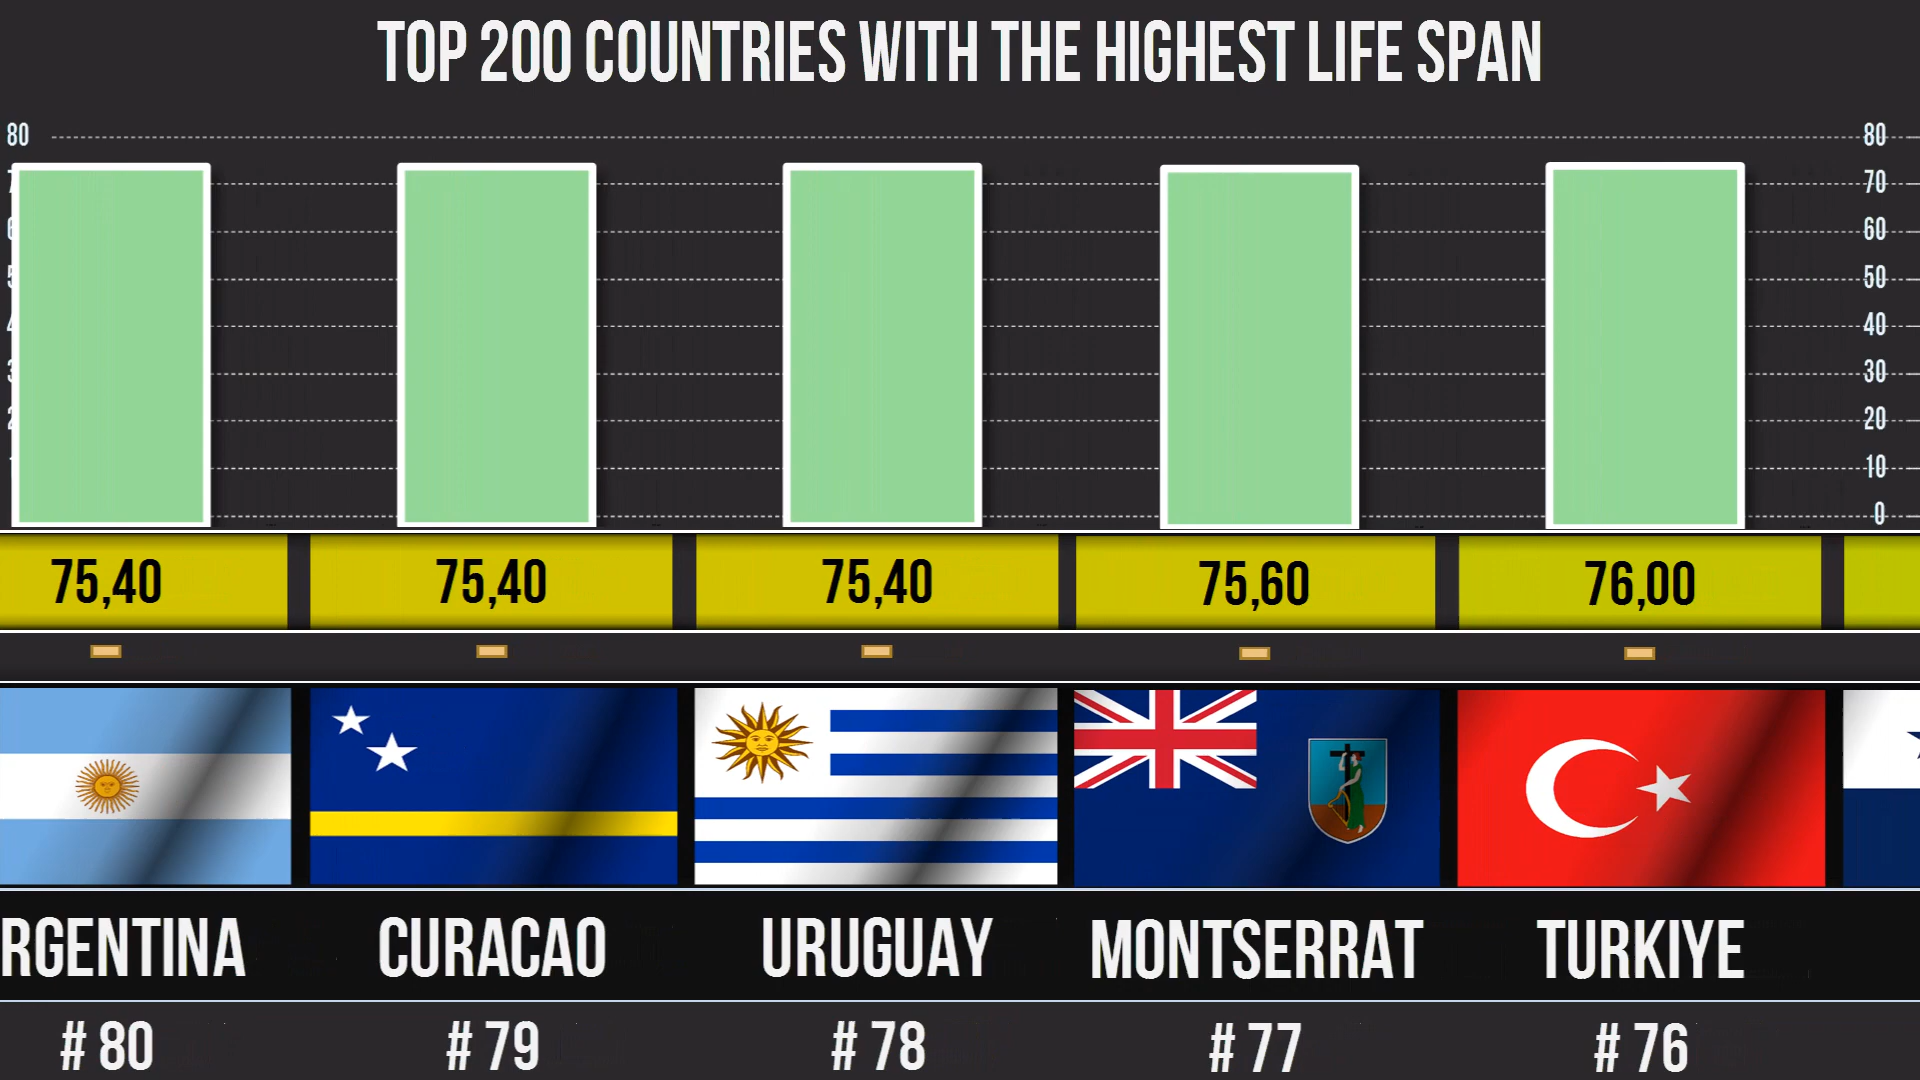 TOP 200 COUNTRIES WITH THE HIGHEST LIFE SPAN
80 80
70
60
50
40
30
20
10
0
75,40 75,40 75,40 75,60 76,00
RGENTINA CURACAO URUGUAY MONTSERRAT TURKIYE
# 80 # 79 # 78 # 77 # 76